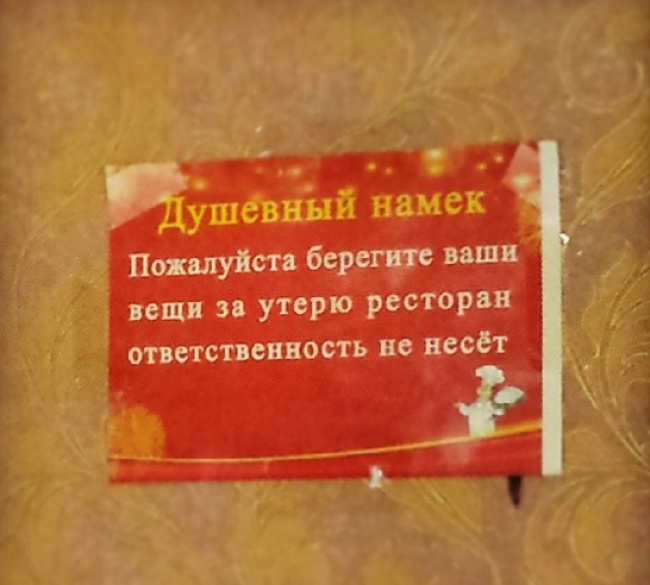 Душевный намек
Пожалуйста берегите ваши
вещи за утерю ресторан
ответственность не несёт